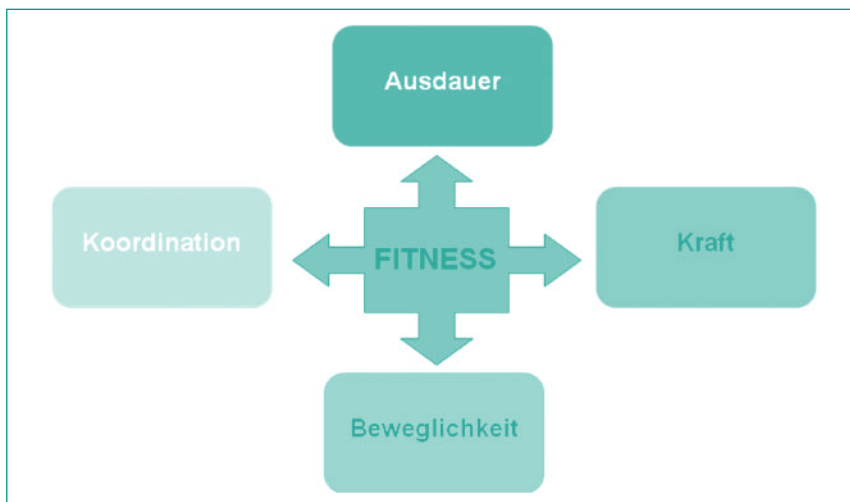 Ausdauer
Koordination
FITNESS
Kraft
Beweglichkeit